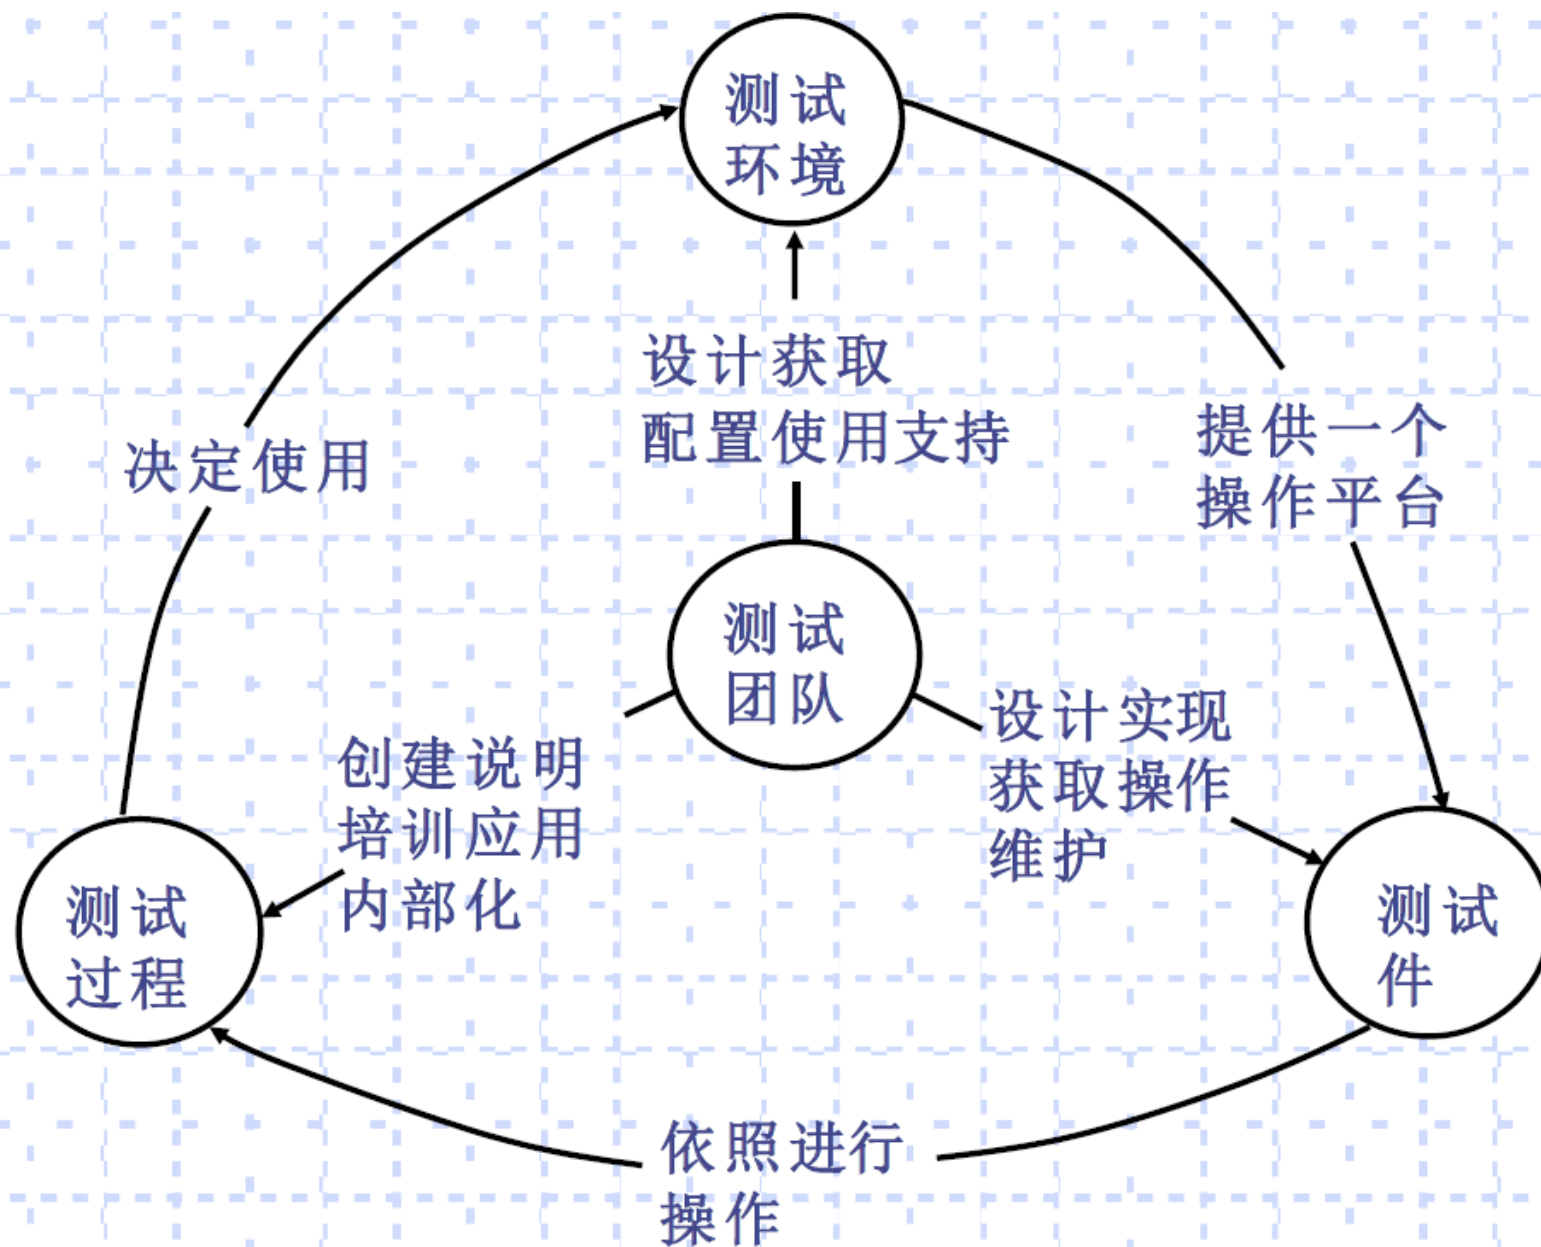 测试
环境
设计获取
配置使用支持
提供一个
操作平台
决定使用
测试
团队
设计实现
获取操作
维护
创建说明
培训应用
内部化
测试
过程
测试
件
依照进行
操作